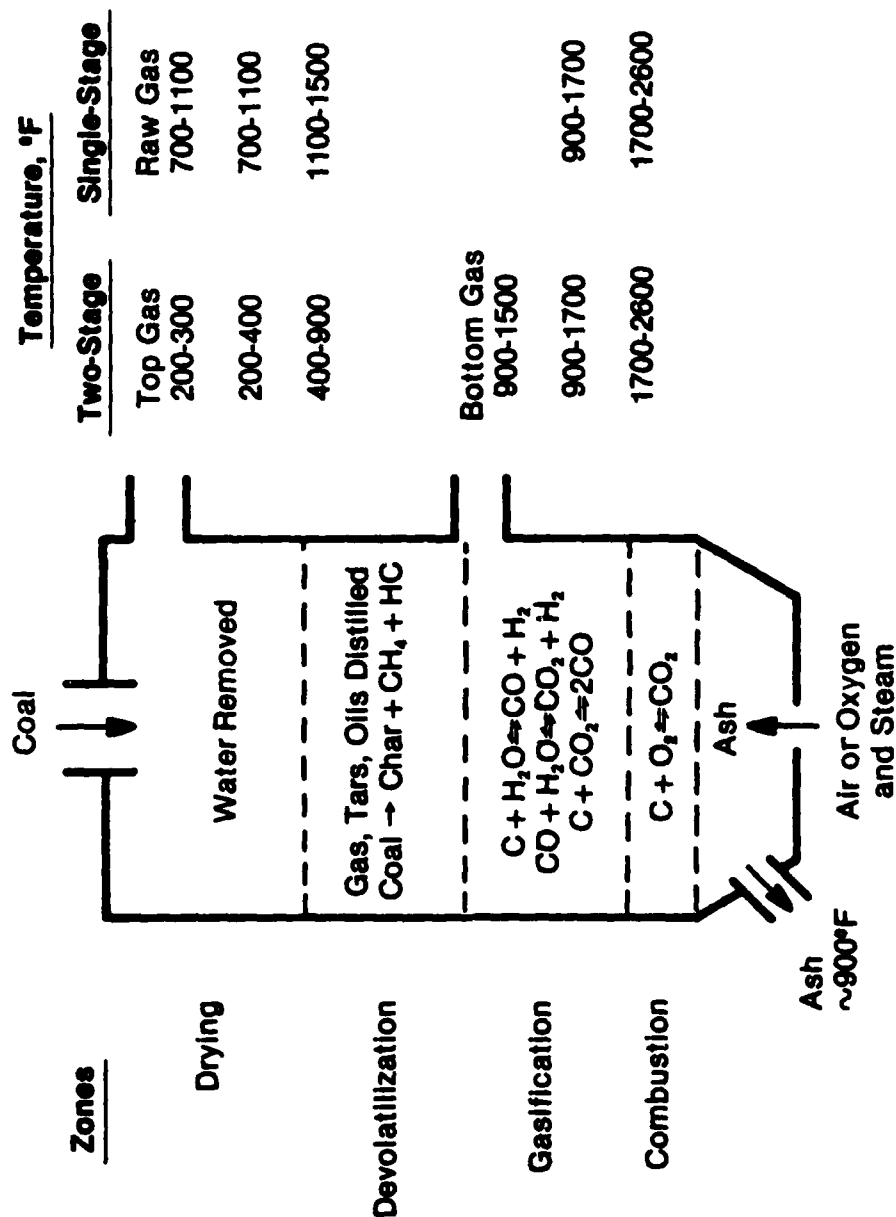 Temperature, °F
Zones
Two-Stage
Single-Stage
Coal
Top Gas
Raw Gas
200-300
700-1100
Drying
Water Removed
200-400
700-1100
Devolatilization
Gas, Tars, Oils Distilled
Coal → Char + CH₄ + HC
400-900
1100-1500
Bottom Gas
900-1500
Gasification
C + H₂O ⇋ CO + H₂
CO + H₂O ⇋ CO₂ + H₂
C + CO₂ ⇋ 2CO
900-1700
900-1700
Combustion
C + O₂ ⇋ CO₂
1700-2600
1700-2600
Ash
Ash
~900°F
Air or Oxygen
and Steam